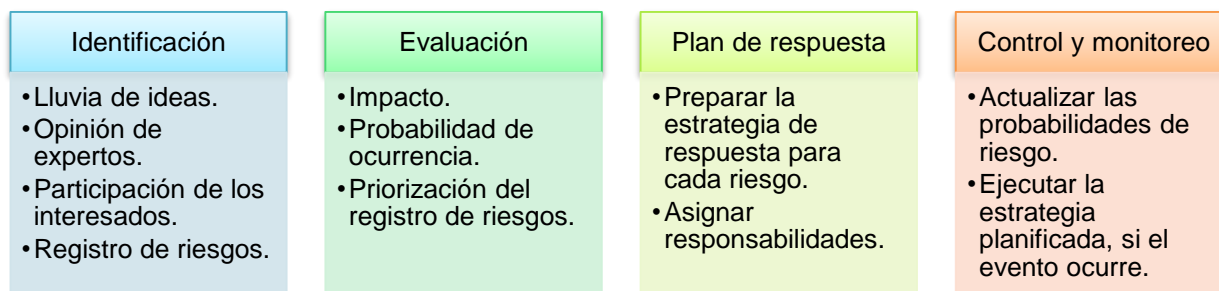 Identificación
•Lluvia de ideas.
•Opinión de
expertos.
•Participación de los
interesados.
•Registro de riesgos.
Evaluación
•Impacto.
•Probabilidad de
ocurrencia.
•Priorización del
registro de riesgos.
Plan de respuesta
•Preparar la
estrategia de
respuesta para
cada riesgo.
•Asignar
responsabilidades.
Control y monitoreo
•Actualizar las
probabilidades de
riesgo.
•Ejecutar la
estrategia
planificada, si el
evento ocurre.